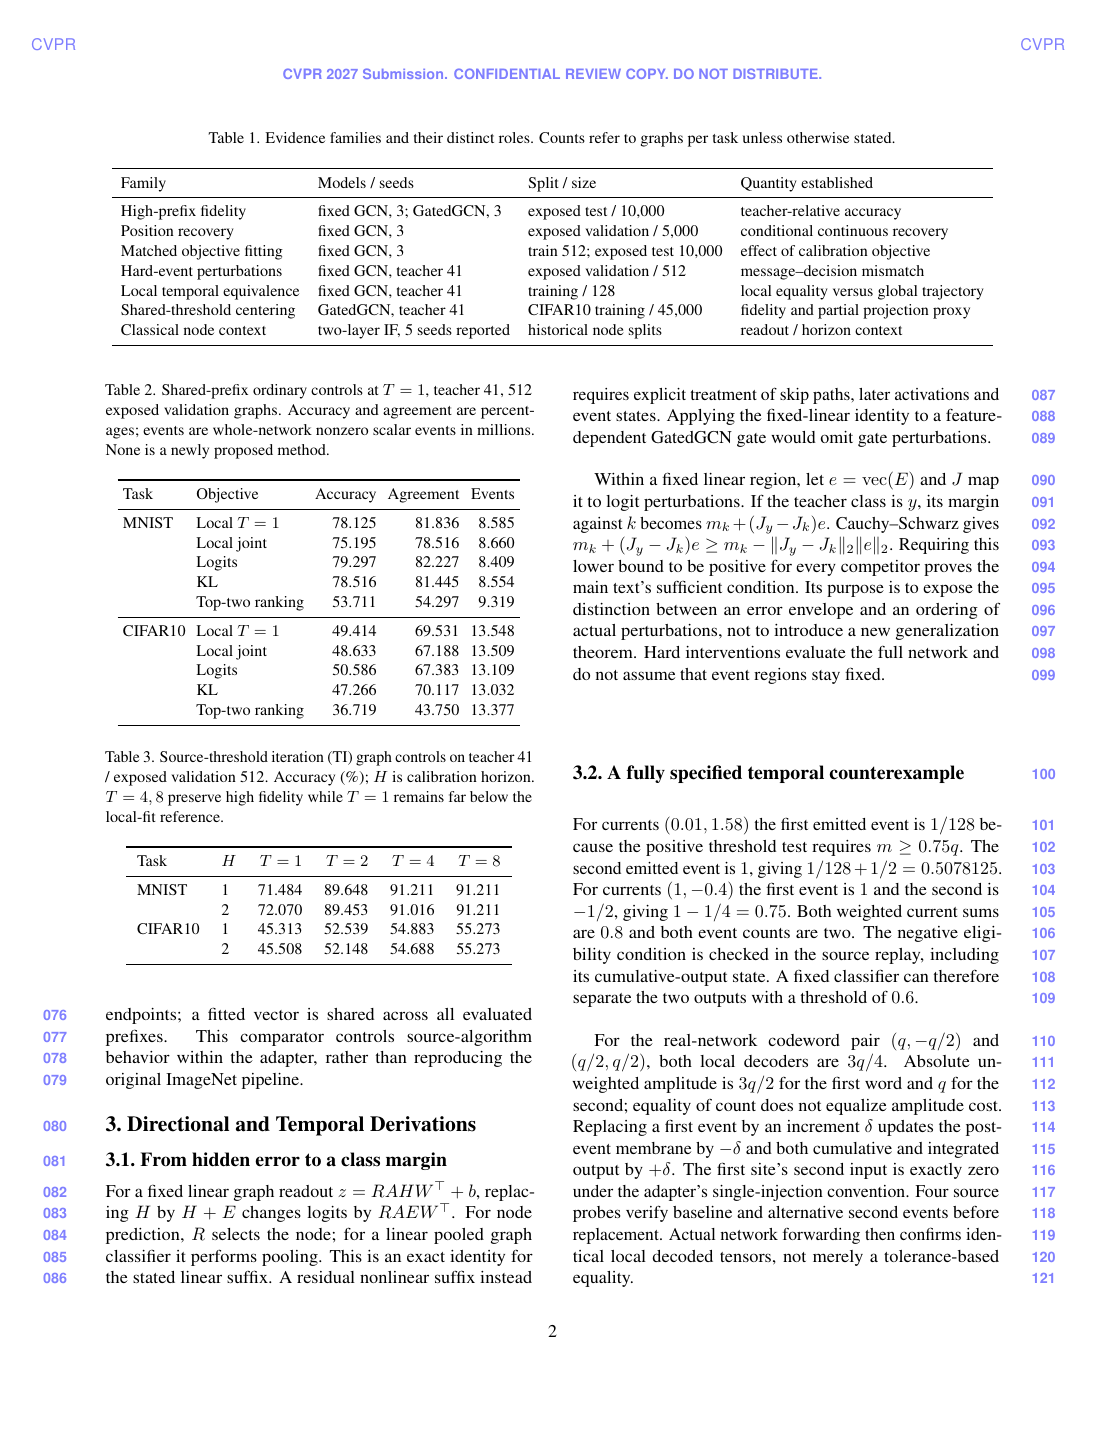 CVPR
CVPR
CVPR 2027 Submission. CONFIDENTIAL REVIEW COPY. DO NOT DISTRIBUTE.
Table 1. Evidence families and their distinct roles. Counts refer to graphs per task unless otherwise stated.
Family Models / seeds Split / size Quantity established
High-prefix fidelity fixed GCN, 3; GatedGCN, 3 exposed test / 10,000 teacher-relative accuracy
Position recovery fixed GCN, 3 exposed validation / 5,000 conditional continuous recovery
Matched objective fitting fixed GCN, 3 train 512; exposed test 10,000 effect of calibration objective
Hard-event perturbations fixed GCN, teacher 41 exposed validation / 512 message–decision mismatch
Local temporal equivalence fixed GCN, teacher 41 training / 128 local equality versus global trajectory
Shared-threshold centering GatedGCN, teacher 41 CIFAR10 training / 45,000 fidelity and partial projection proxy
Classical node context two-layer IF, 5 seeds reported historical node splits readout / horizon context
Table 2. Shared-prefix ordinary controls at T = 1, teacher 41, 512
exposed validation graphs. Accuracy and agreement are percent-
ages; events are whole-network nonzero scalar events in millions.
None is a newly proposed method.
Task Objective Accuracy Agreement Events
MNIST Local T = 1 78.125 81.836 8.585
Local joint 75.195 78.516 8.660
Logits 79.297 82.227 8.409
KL 78.516 81.445 8.554
Top-two ranking 53.711 54.297 9.319
CIFAR10 Local T = 1 49.414 69.531 13.548
Local joint 48.633 67.188 13.509
Logits 50.586 67.383 13.109
KL 47.266 70.117 13.032
Top-two ranking 36.719 43.750 13.377
Table 3. Source-threshold iteration (TI) graph controls on teacher 41
/ exposed validation 512. Accuracy (%); H is calibration horizon.
T = 4, 8 preserve high fidelity while T = 1 remains far below the
local-fit reference.
Task H T = 1 T = 2 T = 4 T = 8
MNIST 1 71.484 89.648 91.211 91.211
2 72.070 89.453 91.016 91.211
CIFAR10 1 45.313 52.539 54.883 55.273
2 45.508 52.148 54.688 55.273
076 endpoints; a fitted vector is shared across all evaluated
077 prefixes. This comparator controls source-algorithm
078 behavior within the adapter, rather than reproducing the
079 original ImageNet pipeline.
080 3. Directional and Temporal Derivations
081 3.1. From hidden error to a class margin
082 For a fixed linear graph readout z = RAHW⊤ + b, replac-
083 ing H by H + E changes logits by RAEW⊤. For node
084 prediction, R selects the node; for a linear pooled graph
085 classifier it performs pooling. This is an exact identity for
086 the stated linear suffix. A residual nonlinear suffix instead
requires explicit treatment of skip paths, later activations and 087
event states. Applying the fixed-linear identity to a feature- 088
dependent GatedGCN gate would omit gate perturbations. 089
Within a fixed linear region, let e = vec(E) and J map 090
it to logit perturbations. If the teacher class is y, its margin 091
against k becomes mₖ + (Jᵧ − Jₖ)e. Cauchy–Schwarz gives 092
mₖ + (Jᵧ − Jₖ)e ≥ mₖ − ‖Jᵧ − Jₖ‖₂‖e‖₂. Requiring this 093
lower bound to be positive for every competitor proves the 094
main text's sufficient condition. Its purpose is to expose the 095
distinction between an error envelope and an ordering of 096
actual perturbations, not to introduce a new generalization 097
theorem. Hard interventions evaluate the full network and 098
do not assume that event regions stay fixed. 099
3.2. A fully specified temporal counterexample 100
For currents (0.01, 1.58) the first emitted event is 1/128 be- 101
cause the positive threshold test requires m ≥ 0.75q. The 102
second emitted event is 1, giving 1/128+1/2 = 0.5078125. 103
For currents (1, −0.4) the first event is 1 and the second is 104
−1/2, giving 1 − 1/4 = 0.75. Both weighted current sums 105
are 0.8 and both event counts are two. The negative eligi- 106
bility condition is checked in the source replay, including 107
its cumulative-output state. A fixed classifier can therefore 108
separate the two outputs with a threshold of 0.6. 109
For the real-network codeword pair (q, −q/2) and 110
(q/2, q/2), both local decoders are 3q/4. Absolute un- 111
weighted amplitude is 3q/2 for the first word and q for the 112
second; equality of count does not equalize amplitude cost. 113
Replacing a first event by an increment δ updates the post- 114
event membrane by −δ and both cumulative and integrated 115
output by +δ. The first site's second input is exactly zero 116
under the adapter's single-injection convention. Four source 117
probes verify baseline and alternative second events before 118
replacement. Actual network forwarding then confirms iden- 119
tical local decoded tensors, not merely a tolerance-based 120
equality. 121
2